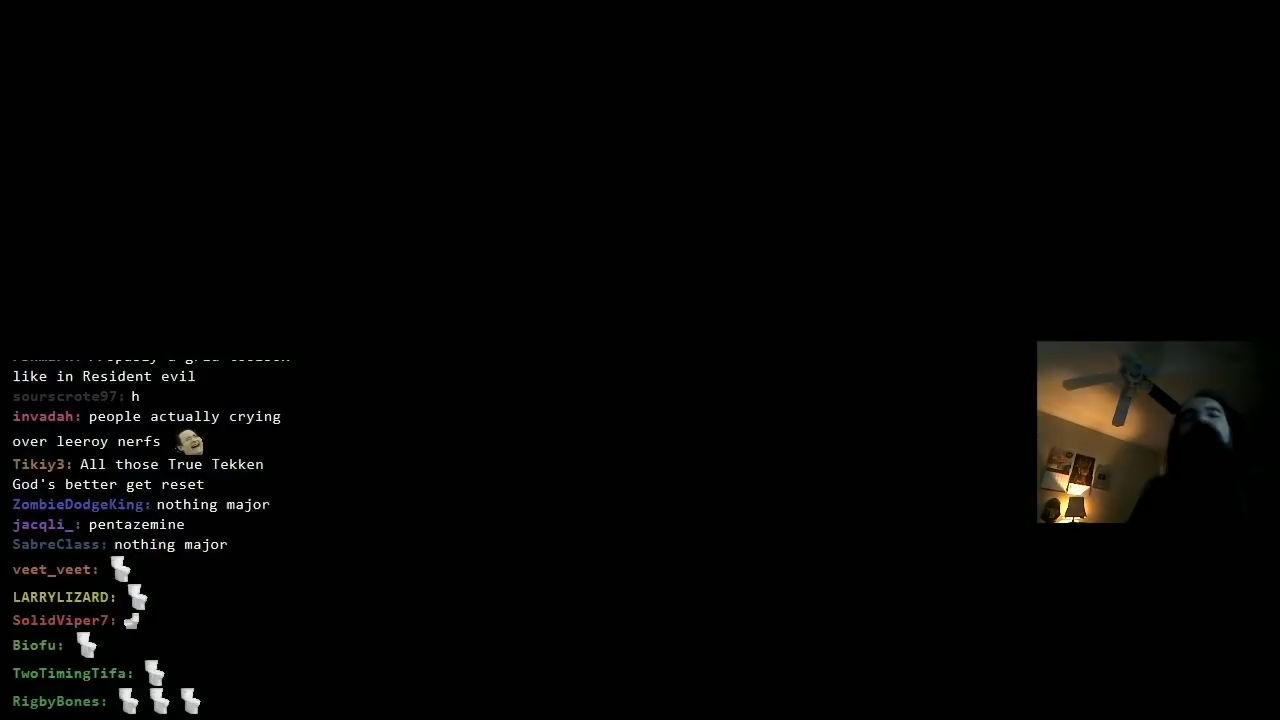 like in Resident evil
sourscrote97: h
invadah: people actually crying
over leeroy nerfs
Tikiy3: All those True Tekken
God's better get reset
ZombieDodgeKing: nothing major
jacqli_: pentazemine
SabreClass: nothing major
veet_veet:
LARRYLIZARD:
SolidViper7:
Biofu:
TwoTimingTifa:
RigbyBones: